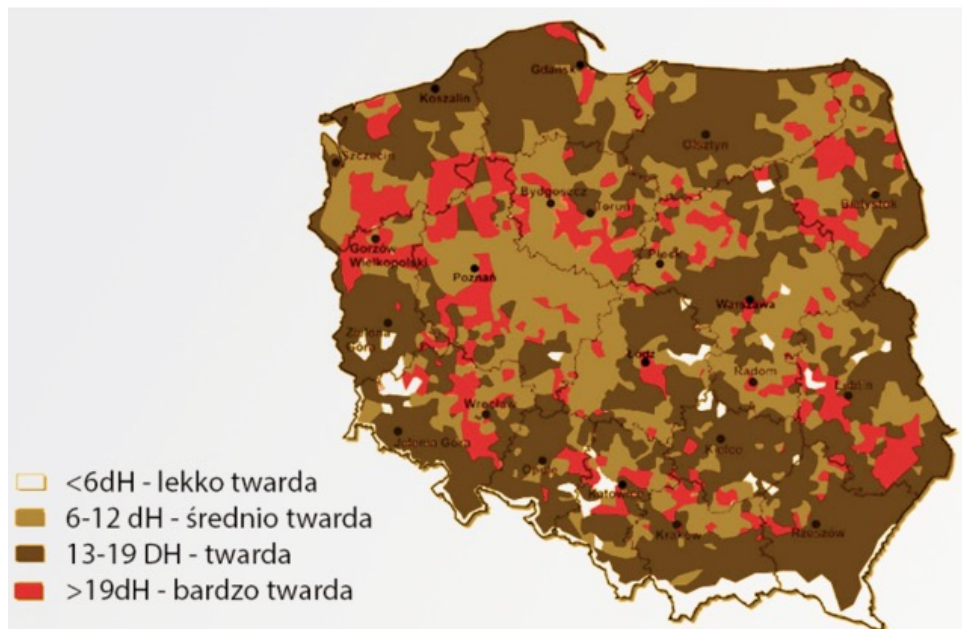 Gdańsk
Koszalin
Olsztyn
Szczecin
Bydgoszcz
Toruń
Białystok
Gorzów
Wielkopolski
Płock
Poznań
Warszawa
Zielona
Góra
Łódź
Radom
Lublin
Wrocław
Jelenia Góra
Kielce
Opole
Katowice
Kraków
Rzeszów
<6dH - lekko twarda
6-12 dH - średnio twarda
13-19 DH - twarda
>19dH - bardzo twarda